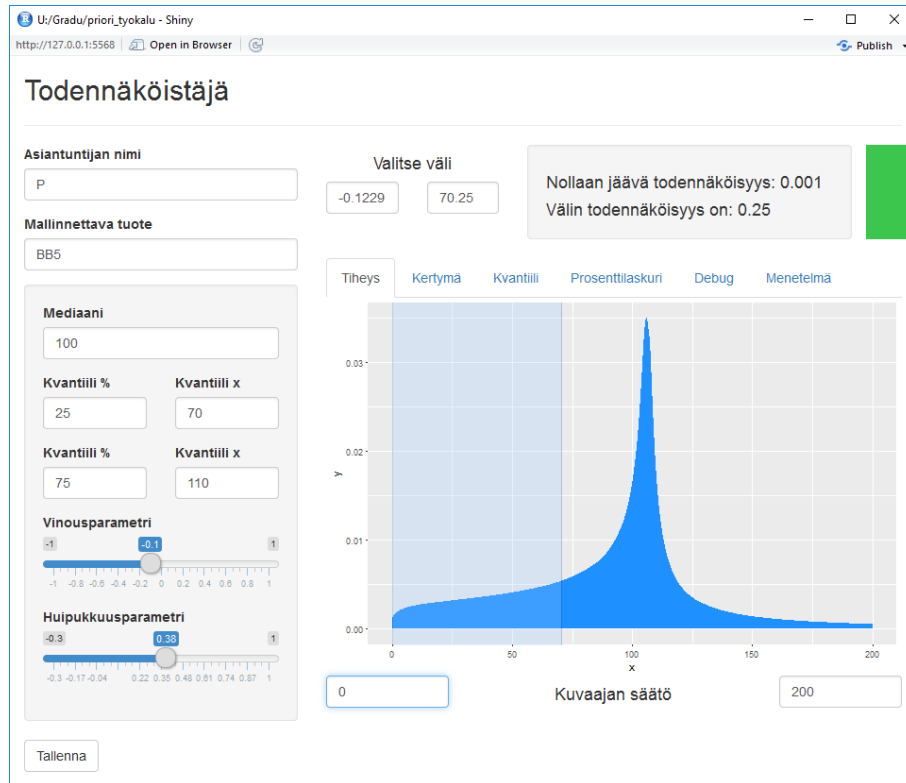 U:/Gradu/priori_tyokalu - Shiny
http://127.0.0.1:5568 Open in Browser Publish
Todennäköistäjä
Asiantuntijan nimi
P
Mallinnettava tuote
BB5
Mediaani
100
Kvantiili % Kvantiili x
25 70
Kvantiili % Kvantiili x
75 110
Vinousparametri
-1 -0.1 1
-1 -0.8 -0.6 -0.4 -0.2 0 0.2 0.4 0.6 0.8 1
Huipukkuusparametri
-0.3 0.38 1
-0.3 -0.17 -0.04 0.22 0.35 0.48 0.61 0.74 0.87 1
Tallenna
Valitse väli
-0.1229 70.25
Nollaan jäävä todennäköisyys: 0.001
Välin todennäköisyys on: 0.25
Tiheys Kertymä Kvantiili Prosenttilaskuri Debug Menetelmä
0.03
0.02
y
0.01
0.00
0 50 100 150 200
x
0 Kuvaajan säätö 200